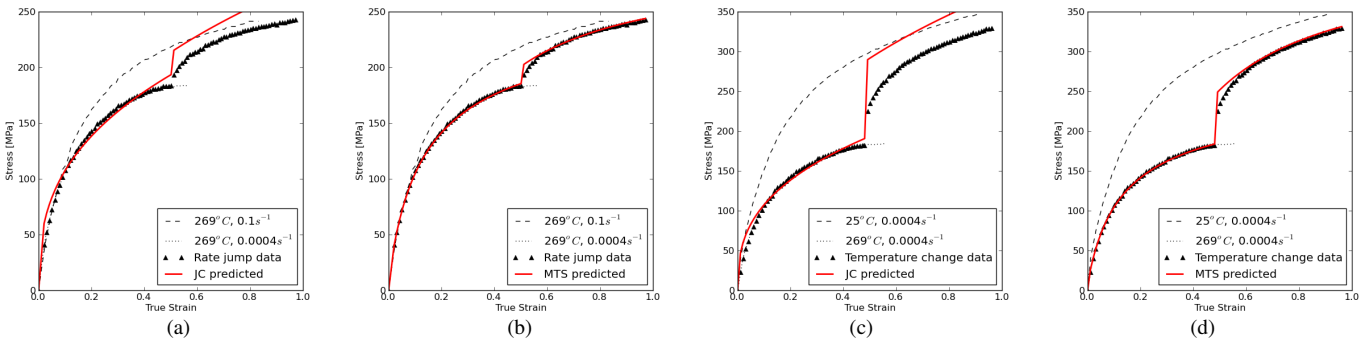 250
200
150
100
50
0
Stress [MPa]
0.0 0.2 0.4 0.6 0.8 1.0
True Strain
269°C, 0.1s⁻¹
269°C, 0.0004s⁻¹
Rate jump data
JC predicted
(a)
250
200
150
100
50
0
Stress [MPa]
0.0 0.2 0.4 0.6 0.8 1.0
True Strain
269°C, 0.1s⁻¹
269°C, 0.0004s⁻¹
Rate jump data
MTS predicted
(b)
350
300
250
200
150
100
50
0
Stress [MPa]
0.0 0.2 0.4 0.6 0.8 1.0
True Strain
25°C, 0.0004s⁻¹
269°C, 0.0004s⁻¹
Temperature change data
JC predicted
(c)
350
300
250
200
150
100
50
0
Stress [MPa]
0.0 0.2 0.4 0.6 0.8 1.0
True Strain
25°C, 0.0004s⁻¹
269°C, 0.0004s⁻¹
Temperature change data
MTS predicted
(d)